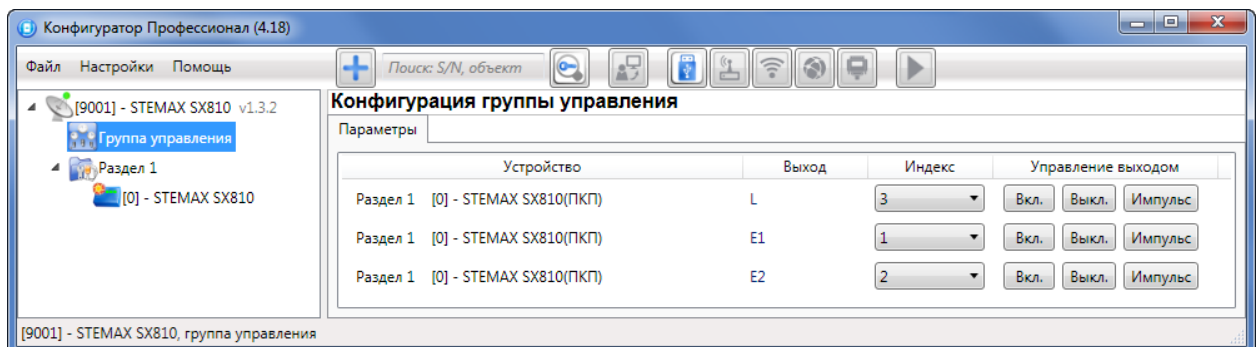 Конфигуратор Профессионал (4.18)
Файл Настройки Помощь Поиск: S/N, объект
[9001] - STEMAX SX810 v1.3.2
Группа управления
Раздел 1
[0] - STEMAX SX810
Конфигурация группы управления
Параметры
Устройство Выход Индекс Управление выходом
Раздел 1 [0] - STEMAX SX810(ПКП) L 3 Вкл. Выкл. Импульс
Раздел 1 [0] - STEMAX SX810(ПКП) E1 1 Вкл. Выкл. Импульс
Раздел 1 [0] - STEMAX SX810(ПКП) E2 2 Вкл. Выкл. Импульс
[9001] - STEMAX SX810, группа управления